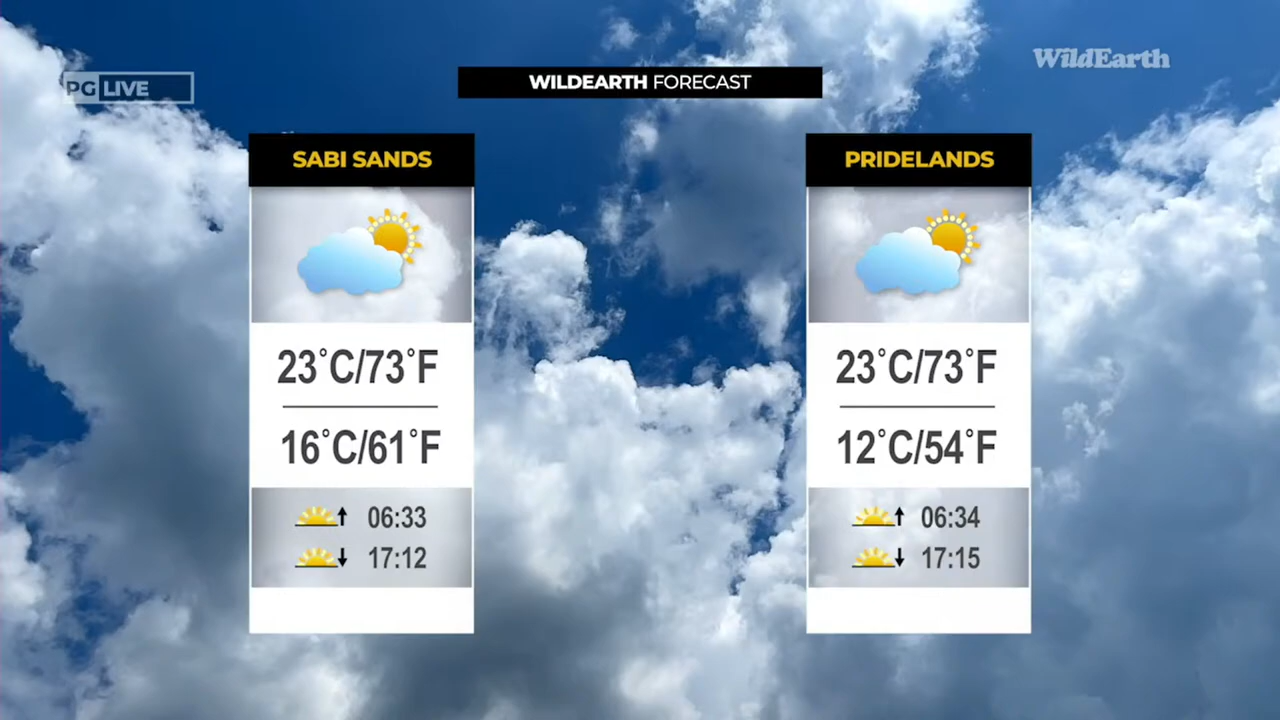 PG LIVE
WildEarth
WILDEARTH FORECAST
SABI SANDS
23°C/73°F
16°C/61°F
06:33
17:12
PRIDELANDS
23°C/73°F
12°C/54°F
06:34
17:15